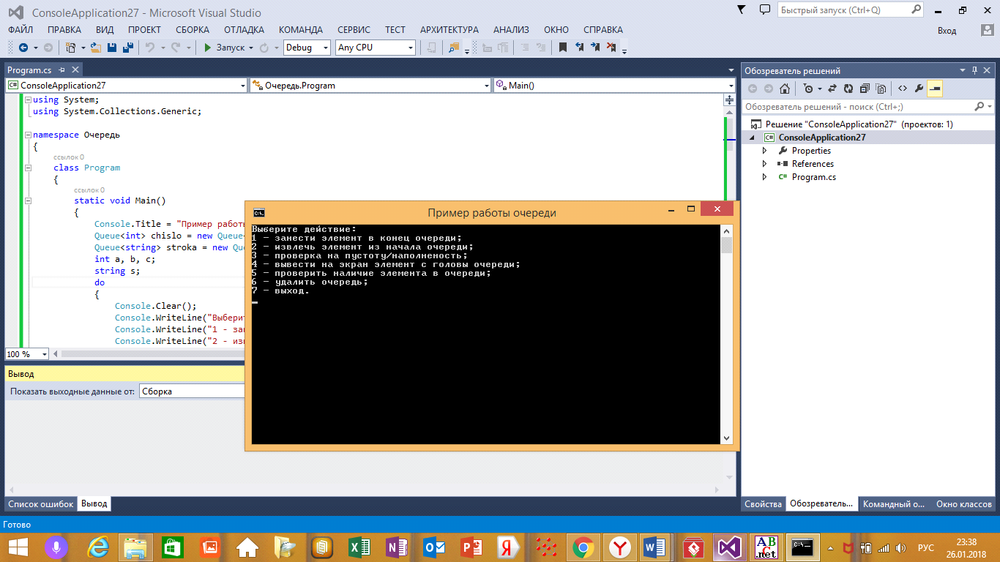 ConsoleApplication27 - Microsoft Visual Studio
Быстрый запуск (Ctrl+Q)
ФАЙЛ ПРАВКА ВИД ПРОЕКТ СБОРКА ОТЛАДКА КОМАНДА СЕРВИС ТЕСТ АРХИТЕКТУРА АНАЛИЗ ОКНО СПРАВКА
Вход
Запуск Debug Any CPU
Program.cs
ConsoleApplication27 Очередь.Program Main()
using System;
using System.Collections.Generic;
namespace Очередь
{
ссылок 0
class Program
{
ссылок 0
static void Main()
{
Console.Title = "Пример работы
Queue<int> chislo = new Queue
Queue<string> stroka = new Qu
int a, b, c;
string s;
do
{
Console.Clear();
Console.WriteLine("Выбери
Console.WriteLine("1 - за
Console.WriteLine("2 - из
100 %
Вывод
Показать выходные данные от: Сборка
Список ошибок Вывод
Пример работы очереди
Выберите действие:
1 - занести элемент в конец очереди;
2 - извлечь элемент из начала очереди;
3 - проверка на пустоту/наполненость;
4 - вывести на экран элемент с головы очереди;
5 - проверить наличие элемента в очереди;
6 - удалить очередь;
7 - выход.
Обозреватель решений
Обозреватель решений - поиск (Ctrl+;)
Решение "ConsoleApplication27" (проектов: 1)
ConsoleApplication27
Properties
References
Program.cs
Свойства Обозреватель... Командный о... Окно классов
Готово
AB
C
.net
РУС
23:38
26.01.2018